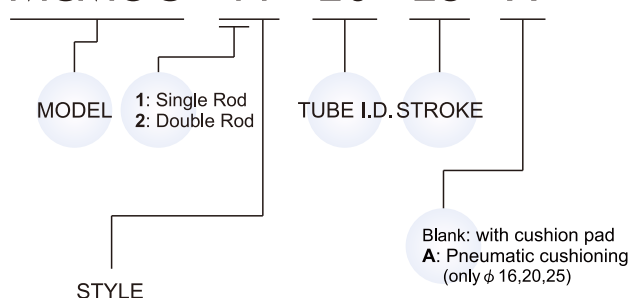 MODEL
1: Single Rod
2: Double Rod
TUBE I.D.
STROKE
Blank: with cushion pad
A: Pneumatic cushioning
(only ϕ 16,20,25)
STYLE